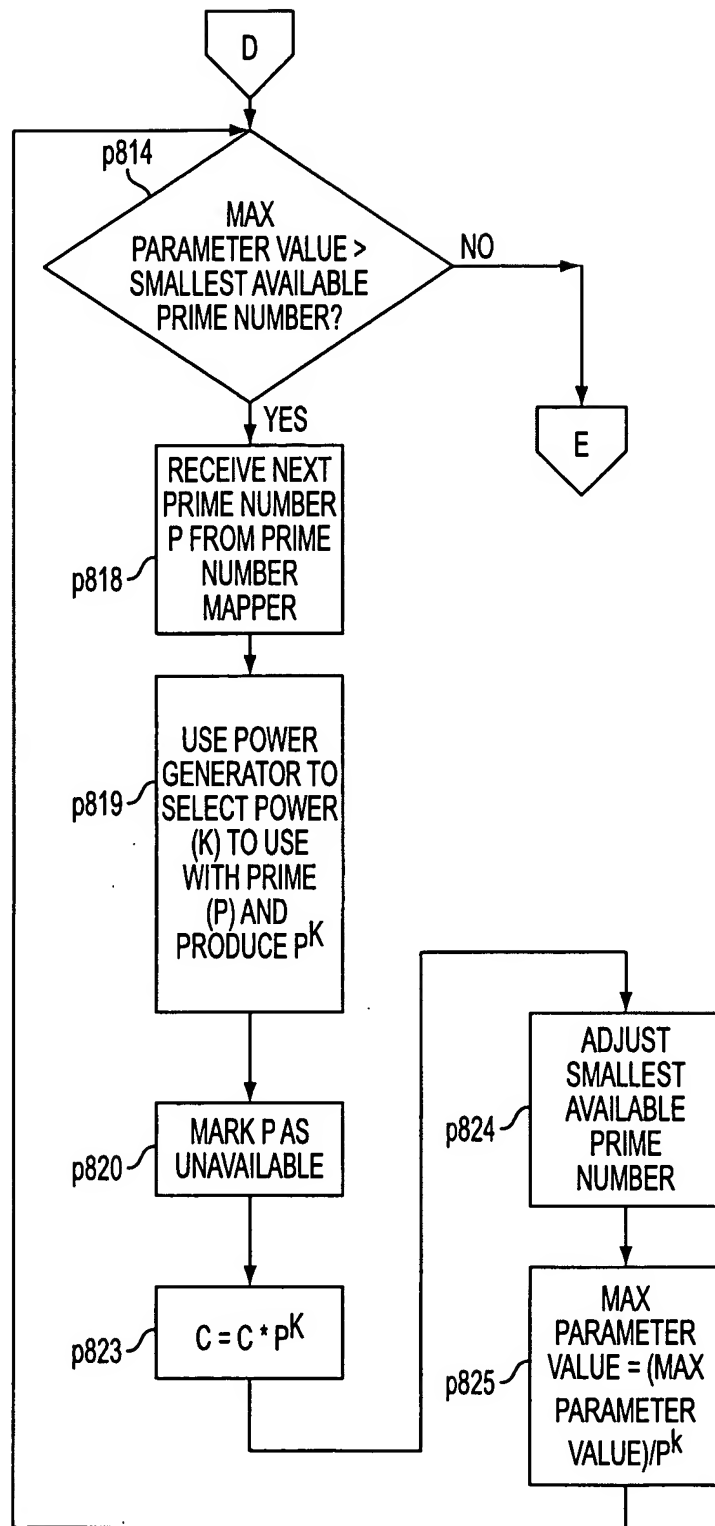 D
p814
MAX
PARAMETER VALUE >
SMALLEST AVAILABLE
PRIME NUMBER?
NO
E
YES
RECEIVE NEXT
PRIME NUMBER
P FROM PRIME
NUMBER
MAPPER
p818
USE POWER
GENERATOR TO
SELECT POWER
(K) TO USE
WITH PRIME
(P) AND
PRODUCE P^K
p819
MARK P AS
UNAVAILABLE
p820
C = C * P^K
p823
ADJUST
SMALLEST
AVAILABLE
PRIME
NUMBER
p824
MAX
PARAMETER
VALUE = (MAX
PARAMETER
VALUE)/P^k
p825